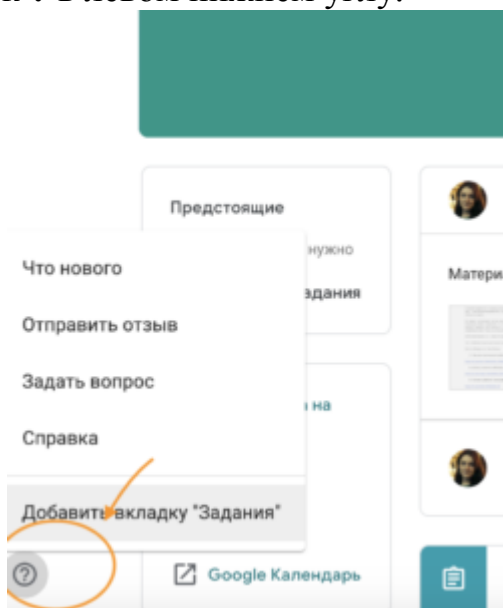 в левом нижнем углу.
Предстоящие
нужно
Что нового
Матери
адания
Отправить отзыв
Задать вопрос
на
Справка
Добавить вкладку "Задания"
Google Календарь